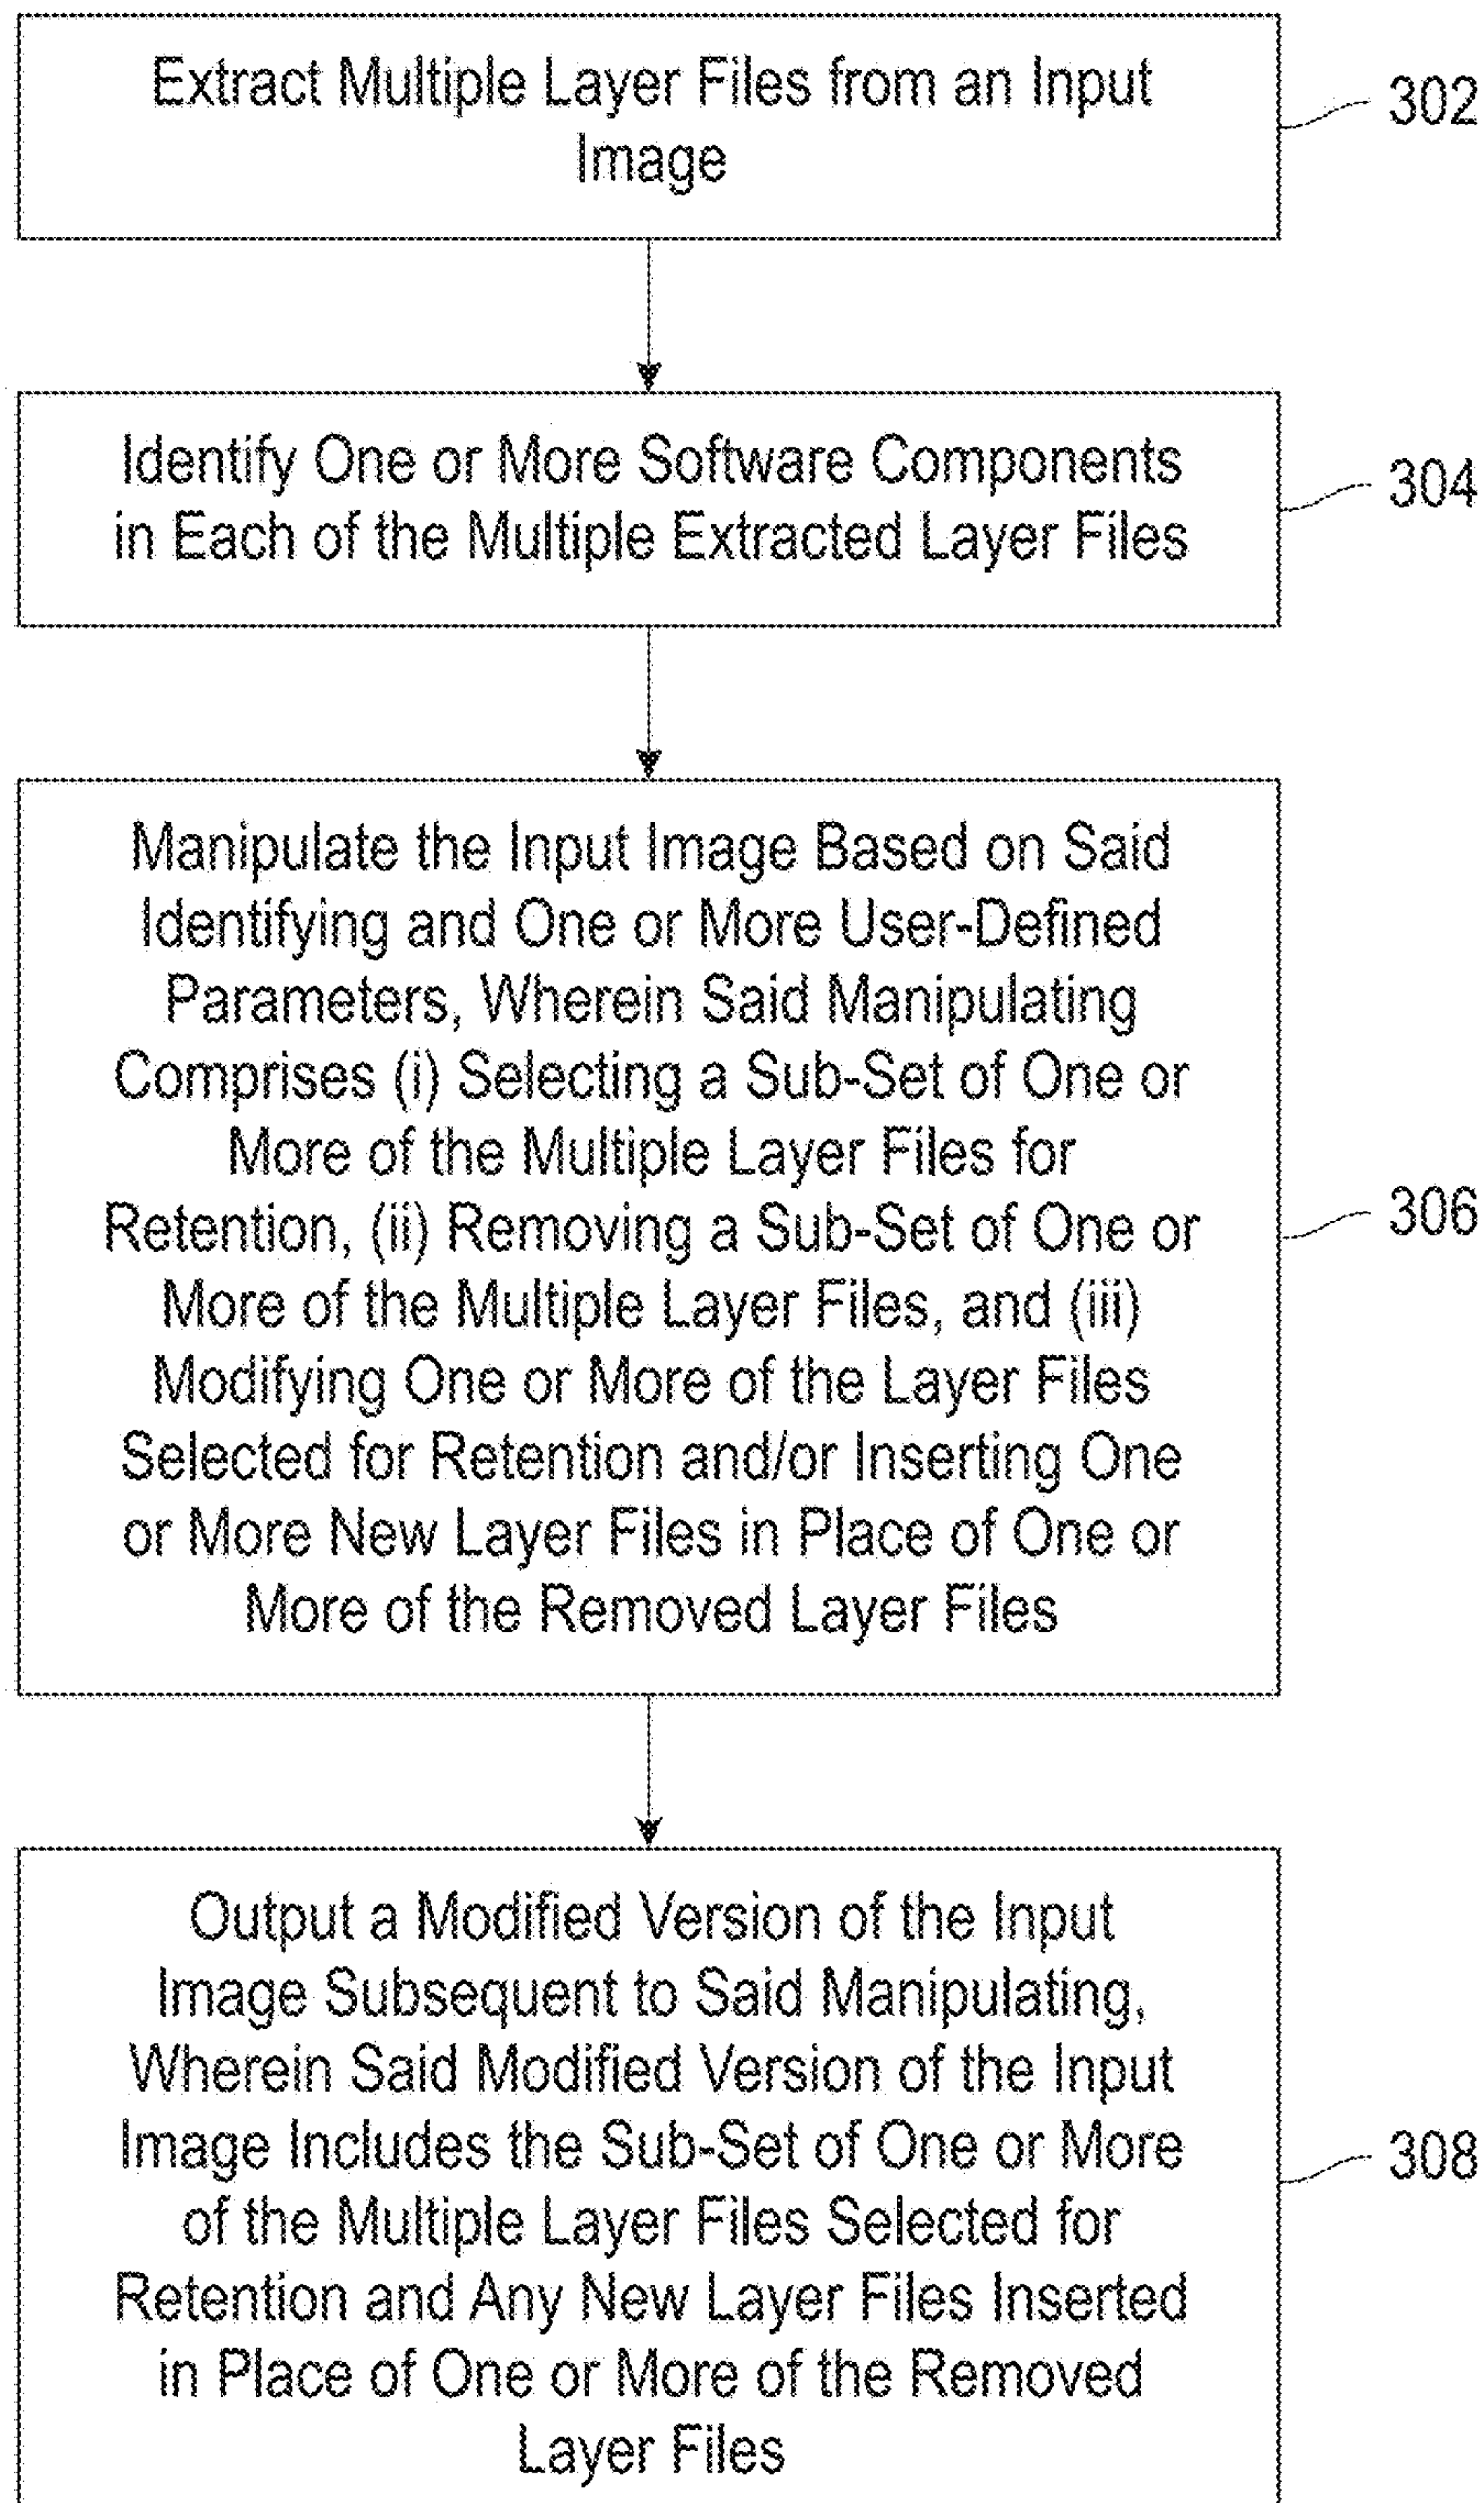 Extract Multiple Layer Files from an Input
Image
302
Identify One or More Software Components
in Each of the Multiple Extracted Layer Files
304
Manipulate the Input Image Based on Said
Identifying and One or More User-Defined
Parameters, Wherein Said Manipulating
Comprises (i) Selecting a Sub-Set of One or
More of the Multiple Layer Files for
Retention, (ii) Removing a Sub-Set of One or
More of the Multiple Layer Files, and (iii)
Modifying One or More of the Layer Files
Selected for Retention and/or Inserting One
or More New Layer Files in Place of One or
More of the Removed Layer Files
306
Output a Modified Version of the Input
Image Subsequent to Said Manipulating,
Wherein Said Modified Version of the Input
Image Includes the Sub-Set of One or More
of the Multiple Layer Files Selected for
Retention and Any New Layer Files Inserted
in Place of One or More of the Removed
Layer Files
308